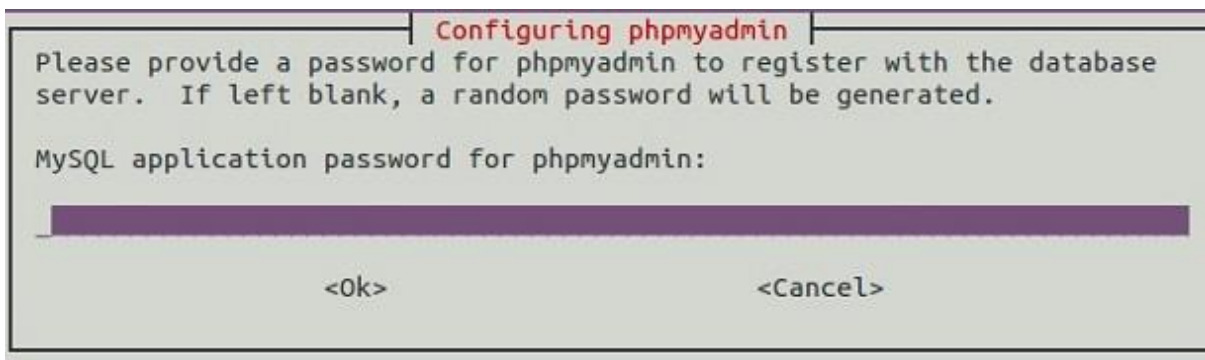 Configuring phpmyadmin
Please provide a password for phpmyadmin to register with the database
server.  If left blank, a random password will be generated.
MySQL application password for phpmyadmin:
<Ok> <Cancel>